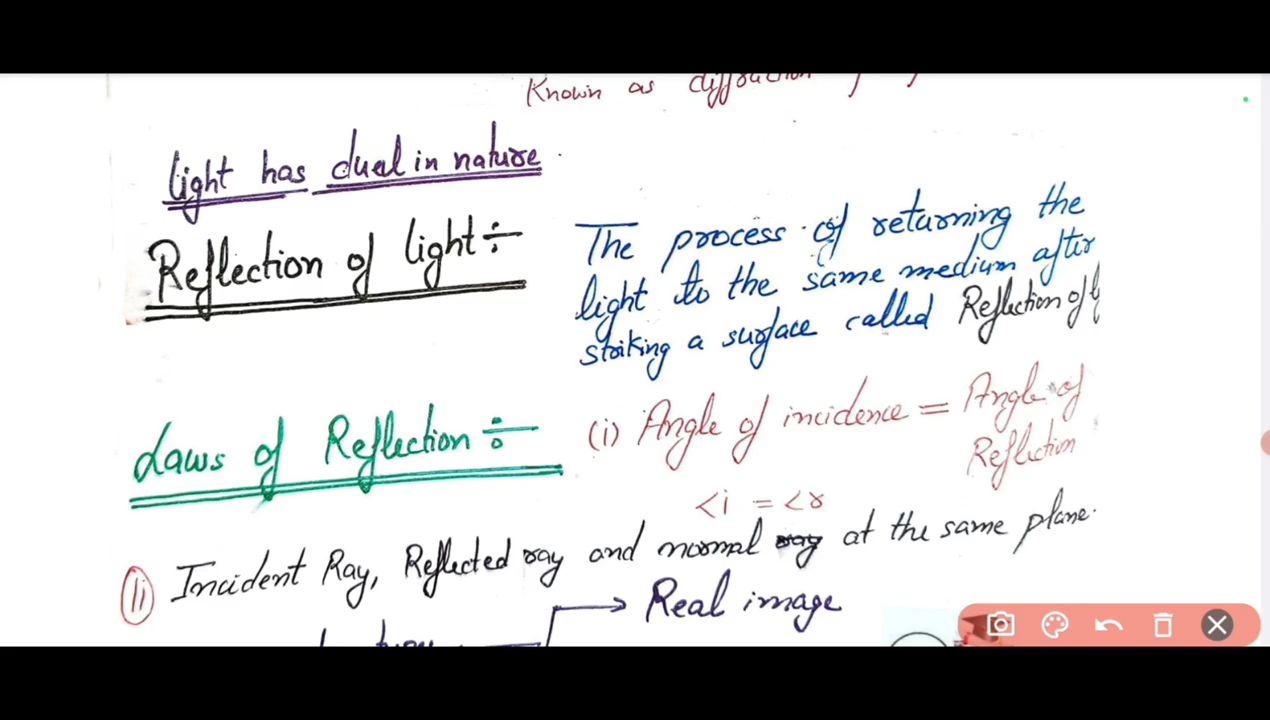 Known as diffraction
light has dual in nature
Reflection of light ÷
The process of returning the
light to the same medium after
striking a surface called Reflection of
Laws of Reflection ÷
(i) Angle of incidence = Angle of
Reflection
<i = <r
(ii) Incident Ray, Reflected ray and normal at the same plane.
Real image